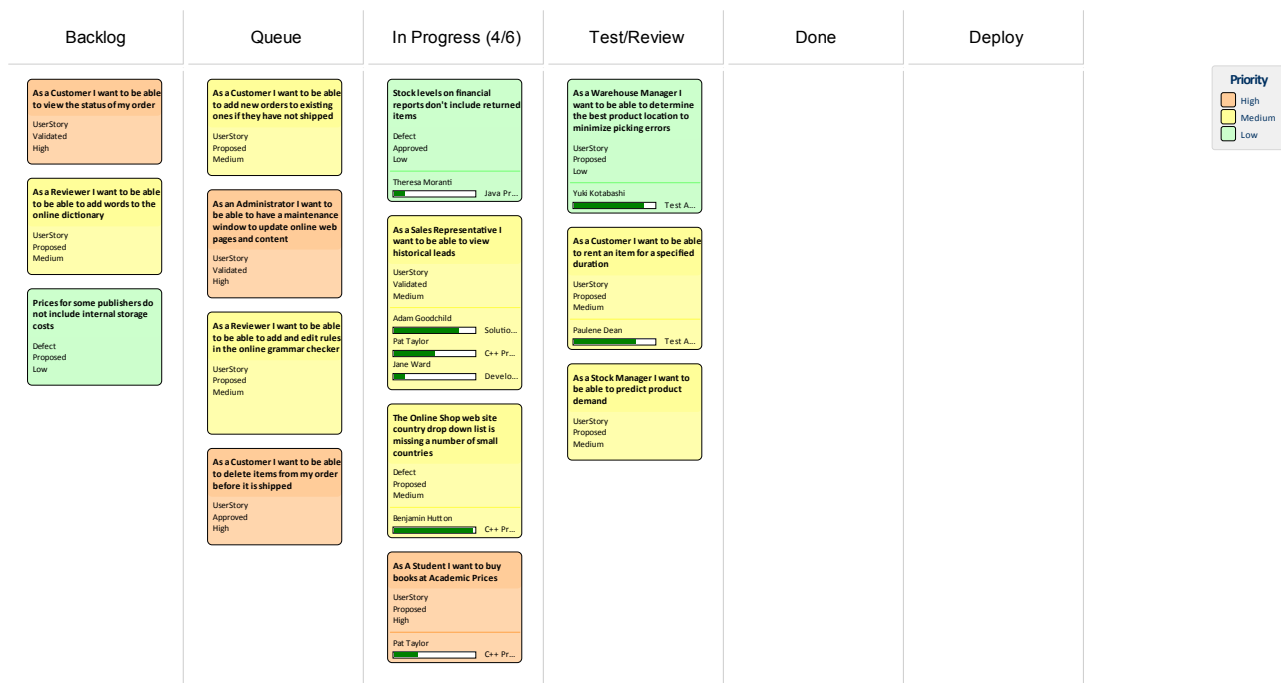 Backlog
Queue
In Progress (4/6)
Test/Review
Done
Deploy
As a Customer I want to be able
to view the status of my order
UserStory
Validated
High
As a Reviewer I want to be able
to be able to add words to the
online dictionary
UserStory
Proposed
Medium
Prices for some publishers do
not include internal storage
costs
Defect
Proposed
Low
As a Customer I want to be able
to add new orders to existing
ones if they have not shipped
UserStory
Proposed
Medium
As an Administrator I want to
be able to have a maintenance
window to update online web
pages and content
UserStory
Validated
High
As a Reviewer I want to be able
to be able to add and edit rules
in the online grammar checker
UserStory
Proposed
Medium
As a Customer I want to be able
to delete items from my order
before it is shipped
UserStory
Approved
High
Stock levels on financial
reports don't include returned
items
Defect
Approved
Low
Theresa Moranti
Java Pr...
As a Sales Representative I
want to be able to view
historical leads
UserStory
Validated
Medium
Adam Goodchild
Solutio...
Pat Taylor
C++ Pr...
Jane Ward
Develo...
The Online Shop web site
country drop down list is
missing a number of small
countries
Defect
Proposed
Medium
Benjamin Hutton
C++ Pr...
As A Student I want to buy
books at Academic Prices
UserStory
Proposed
High
Pat Taylor
C++ Pr...
As a Warehouse Manager I
want to be able to determine
the best product location to
minimize picking errors
UserStory
Proposed
Low
Yuki Kotabashi
Test A...
As a Customer I want to be able
to rent an item for a specified
duration
UserStory
Proposed
Medium
Paulene Dean
Test A...
As a Stock Manager I want to
be able to predict product
demand
UserStory
Proposed
Medium
Priority
High
Medium
Low